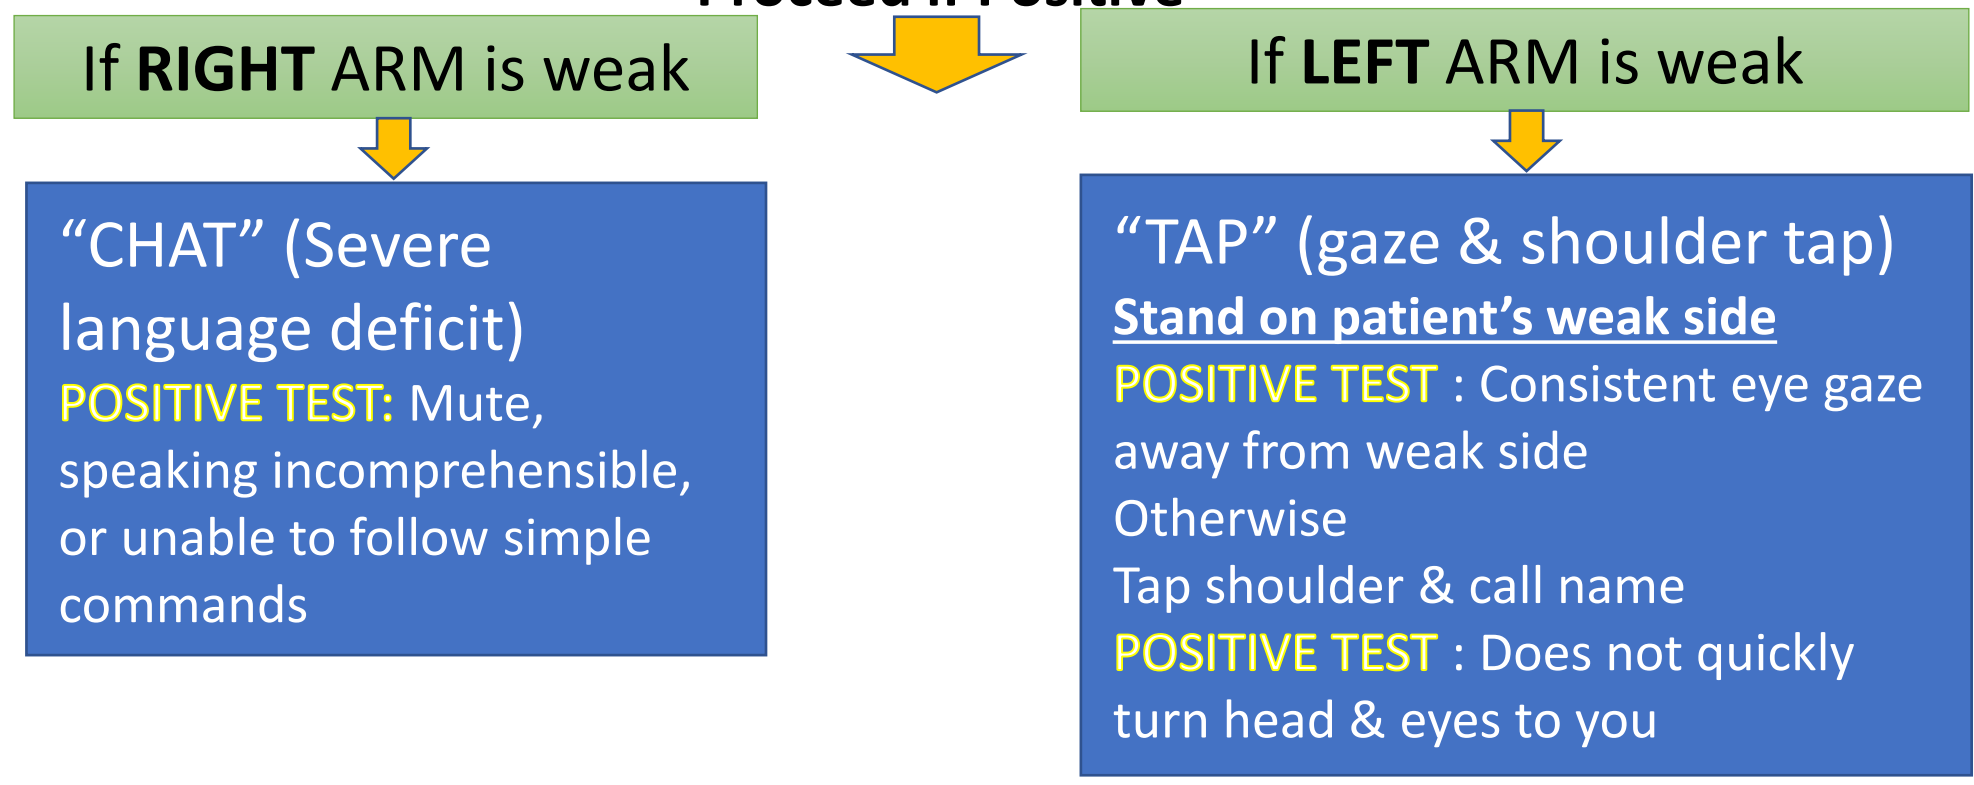 Proceed if Positive
If RIGHT ARM is weak
“CHAT” (Severe
language deficit)
POSITIVE TEST: Mute,
speaking incomprehensible,
or unable to follow simple
commands
If LEFT ARM is weak
“TAP” (gaze & shoulder tap)
Stand on patient’s weak side
POSITIVE TEST : Consistent eye gaze
away from weak side
Otherwise
Tap shoulder & call name
POSITIVE TEST : Does not quickly
turn head & eyes to you